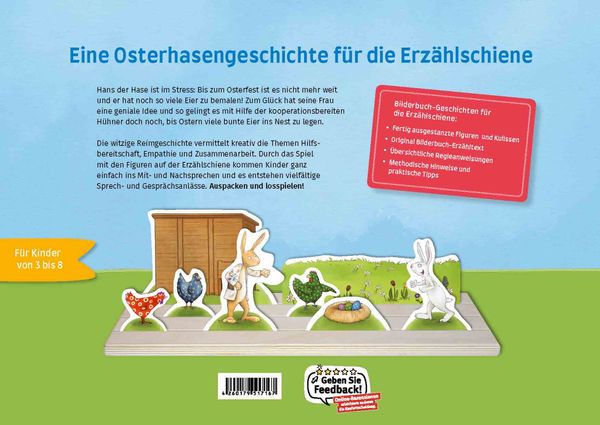 Eine Osterhasengeschichte für die Erzählschiene
Hans der Hase ist im Stress: Bis zum Osterfest ist es nicht mehr weit
und er hat noch so viele Eier zu bemalen! Zum Glück hat seine Frau
eine geniale Idee und so gelingt es mit Hilfe der kooperationsbereiten
Hühner doch noch, bis Ostern viele bunte Eier ins Nest zu legen.
Die witzige Reimgeschichte vermittelt kreativ die Themen Hilfs-
bereitschaft, Empathie und Zusammenarbeit. Durch das Spiel
mit den Figuren auf der Erzählschiene kommen Kinder ganz
einfach ins Mit- und Nachsprechen und es entstehen vielfältige
Sprech- und Gesprächsanlässe. Auspacken und losspielen!
Bilderbuch-Geschichten für
die Erzählschiene:
• Fertig ausgestanzte Figuren und Kulissen
• Original Bilderbuch-Erzähltext
• Übersichtliche Regieanweisungen
• Methodische Hinweise und
praktische Tipps
Für Kinder
von 3 bis 8
4 260179 517167
Geben Sie
Feedback!
Online-Rezensionen